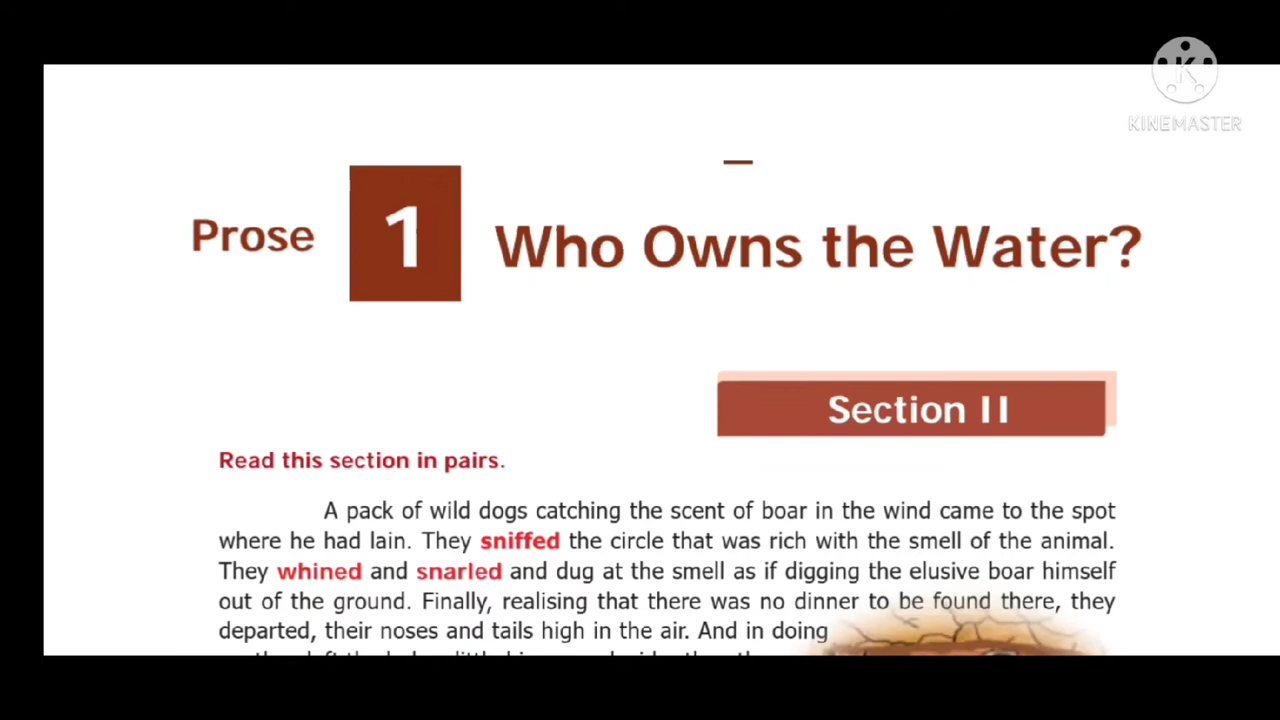 K
KINEMASTER
Prose 1 Who Owns the Water?
Section II
Read this section in pairs.
A pack of wild dogs catching the scent of boar in the wind came to the spot
where he had lain. They sniffed the circle that was rich with the smell of the animal.
They whined and snarled and dug at the smell as if digging the elusive boar himself
out of the ground. Finally, realising that there was no dinner to be found there, they
departed, their noses and tails high in the air. And in doing